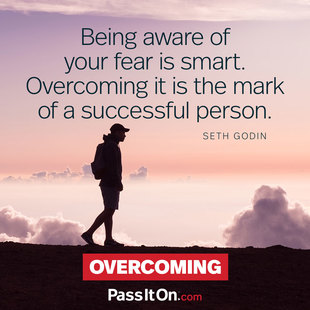 Being aware of
your fear is smart.
Overcoming it is the mark
of a successful person.
SETH GODIN
OVERCOMING
PassItOn.com